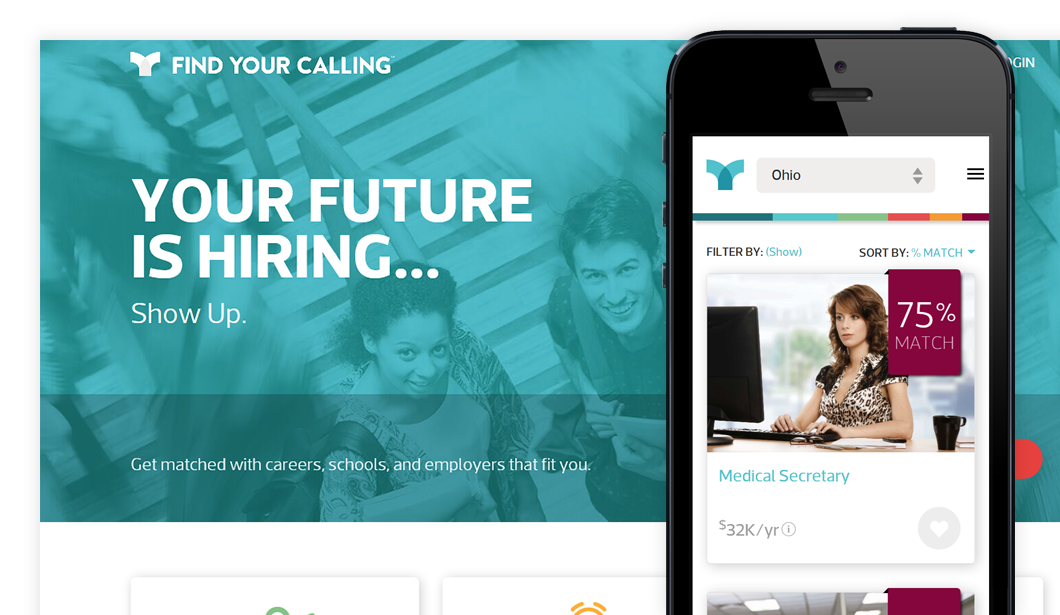 FIND YOUR CALLING
YOUR FUTURE
IS HIRING...
Show Up.
Get matched with careers, schools, and employers that fit you.
Ohio
FILTER BY: (Show)
SORT BY: % MATCH
75%
MATCH
Medical Secretary
$32K/yr